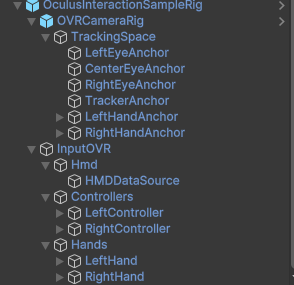 OculusInteractionSampleRig
OVRCameraRig
TrackingSpace
LeftEyeAnchor
CenterEyeAnchor
RightEyeAnchor
TrackerAnchor
LeftHandAnchor
RightHandAnchor
InputOVR
Hmd
HMDDataSource
Controllers
LeftController
RightController
Hands
LeftHand
RightHand